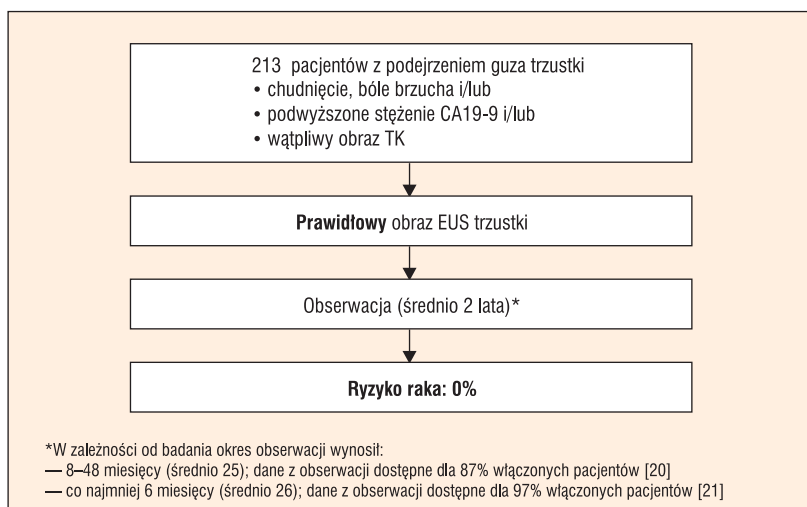 213 pacjentów z podejrzeniem guza trzustki
• chudnięcie, bóle brzucha i/lub
• podwyższone stężenie CA19-9 i/lub
• wątpliwy obraz TK
Prawidłowy obraz EUS trzustki
Obserwacja (średnio 2 lata)*
Ryzyko raka: 0%
*W zależności od badania okres obserwacji wynosił:
— 8–48 miesięcy (średnio 25); dane z obserwacji dostępne dla 87% włączonych pacjentów [20]
— co najmniej 6 miesięcy (średnio 26); dane z obserwacji dostępne dla 97% włączonych pacjentów [21]